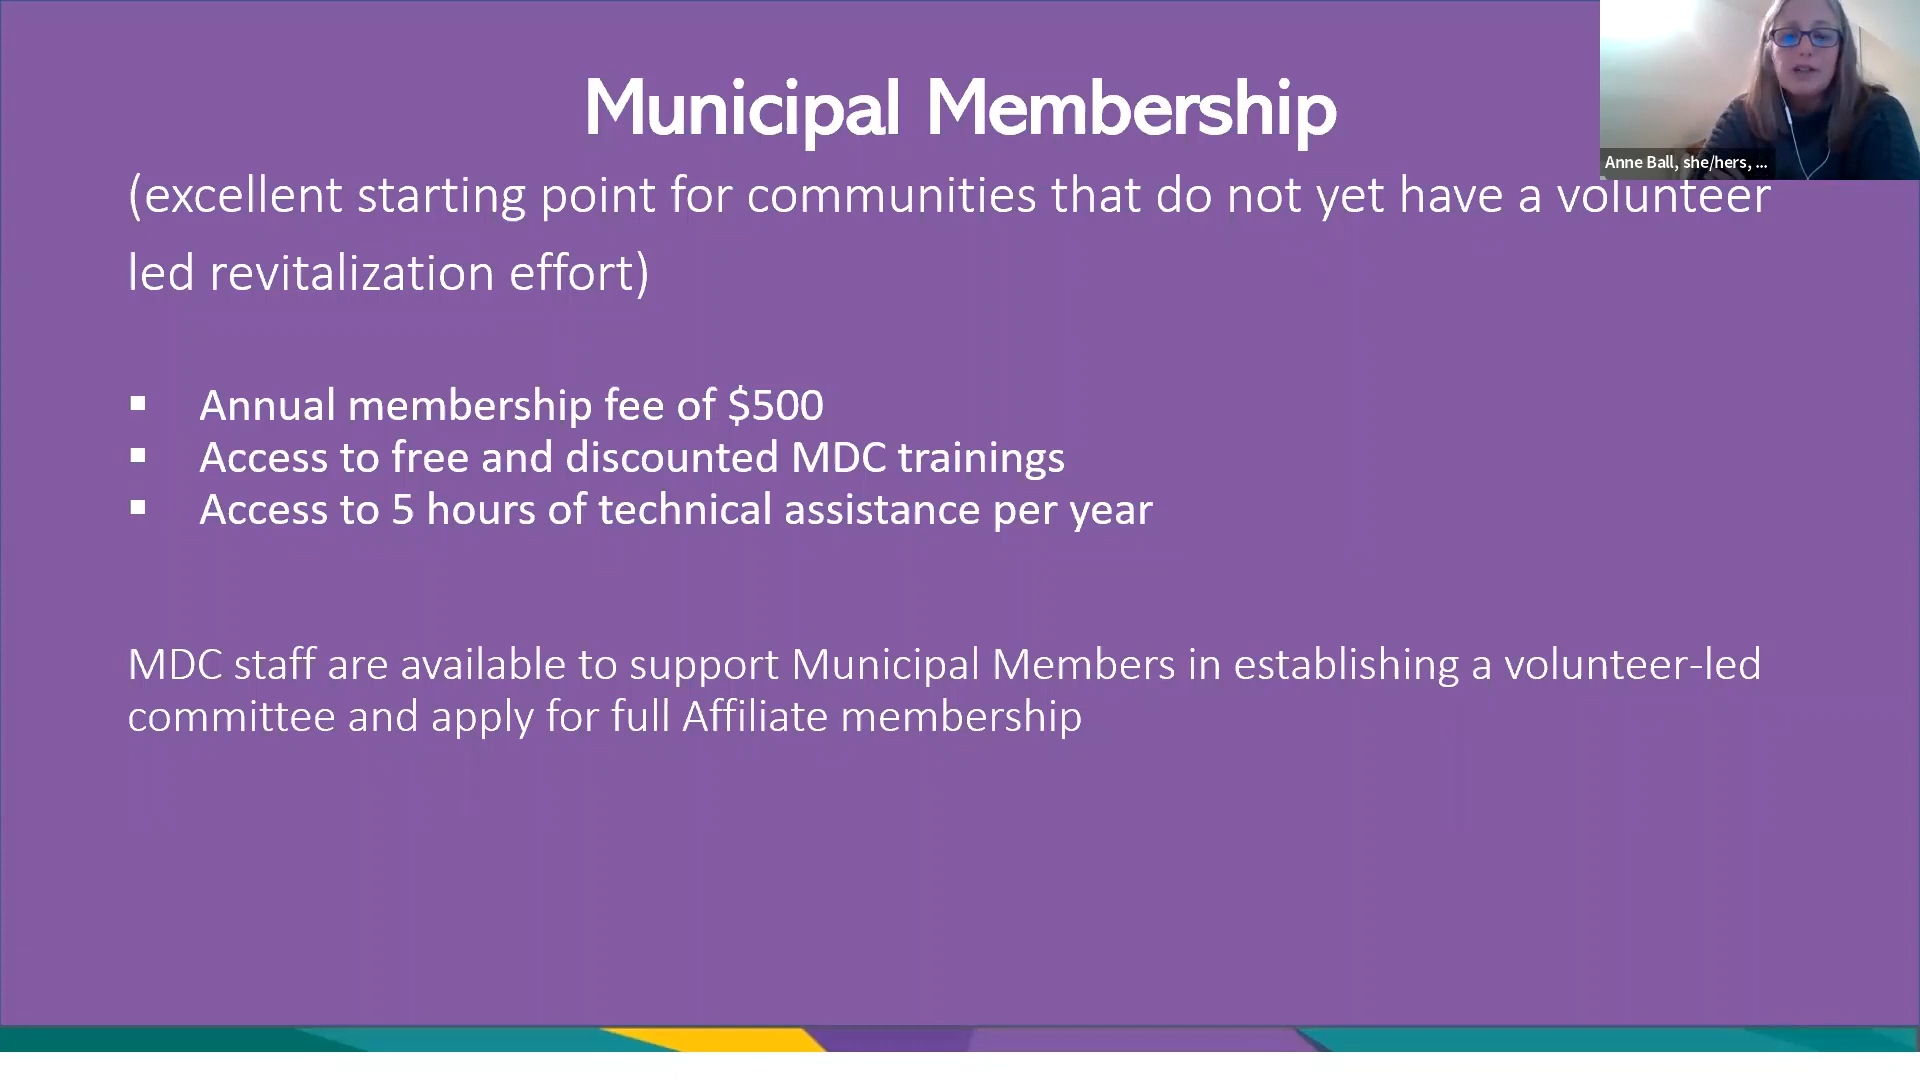 Municipal Membership
Anne Ball, she/hers, ...
(excellent starting point for communities that do not yet have a volunteer
led revitalization effort)
▪ Annual membership fee of $500
▪ Access to free and discounted MDC trainings
▪ Access to 5 hours of technical assistance per year
MDC staff are available to support Municipal Members in establishing a volunteer-led
committee and apply for full Affiliate membership